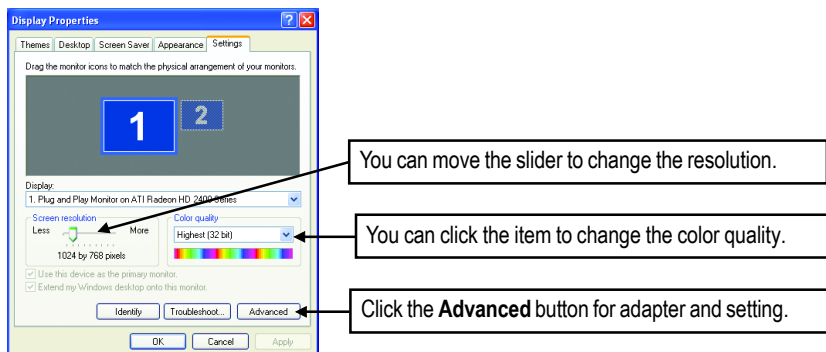 Display Properties
Themes Desktop Screen Saver Appearance Settings
Drag the monitor icons to match the physical arrangement of your monitors.
1 2
Display:
1. Plug and Play Monitor on ATI Radeon HD 2400 Series
Screen resolution
Less More
1024 by 768 pixels
Color quality
Highest (32 bit)
Use this device as the primary monitor.
Extend my Windows desktop onto this monitor.
Identify Troubleshoot... Advanced
OK Cancel Apply
You can move the slider to change the resolution.
You can click the item to change the color quality.
Click the Advanced button for adapter and setting.